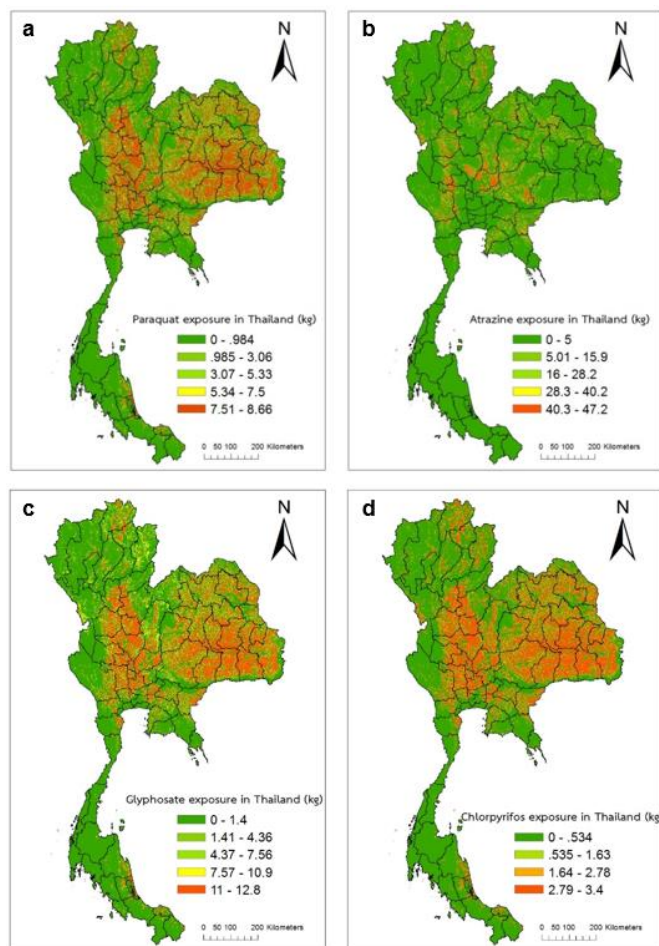 a
N
Paraquat exposure in Thailand (kg)
0 - .984
.985 - 3.06
3.07 - 5.33
5.34 - 7.5
7.51 - 8.66
0 50 100 200 Kilometers
b
N
Atrazine exposure in Thailand (kg)
0 - 5
5.01 - 15.9
16 - 28.2
28.3 - 40.2
40.3 - 47.2
0 50 100 200 Kilometers
c
N
Glyphosate exposure in Thailand (kg)
0 - 1.4
1.41 - 4.36
4.37 - 7.56
7.57 - 10.9
11 - 12.8
0 50 100 200 Kilometers
d
N
Chlorpyrifos exposure in Thailand (kg)
0 - .534
.535 - 1.63
1.64 - 2.78
2.79 - 3.4
0 50 100 200 Kilometers